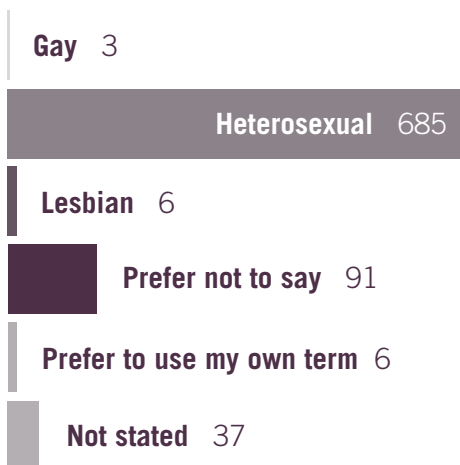 Gay 3
Heterosexual 685
Lesbian 6
Prefer not to say 91
Prefer to use my own term 6
Not stated 37